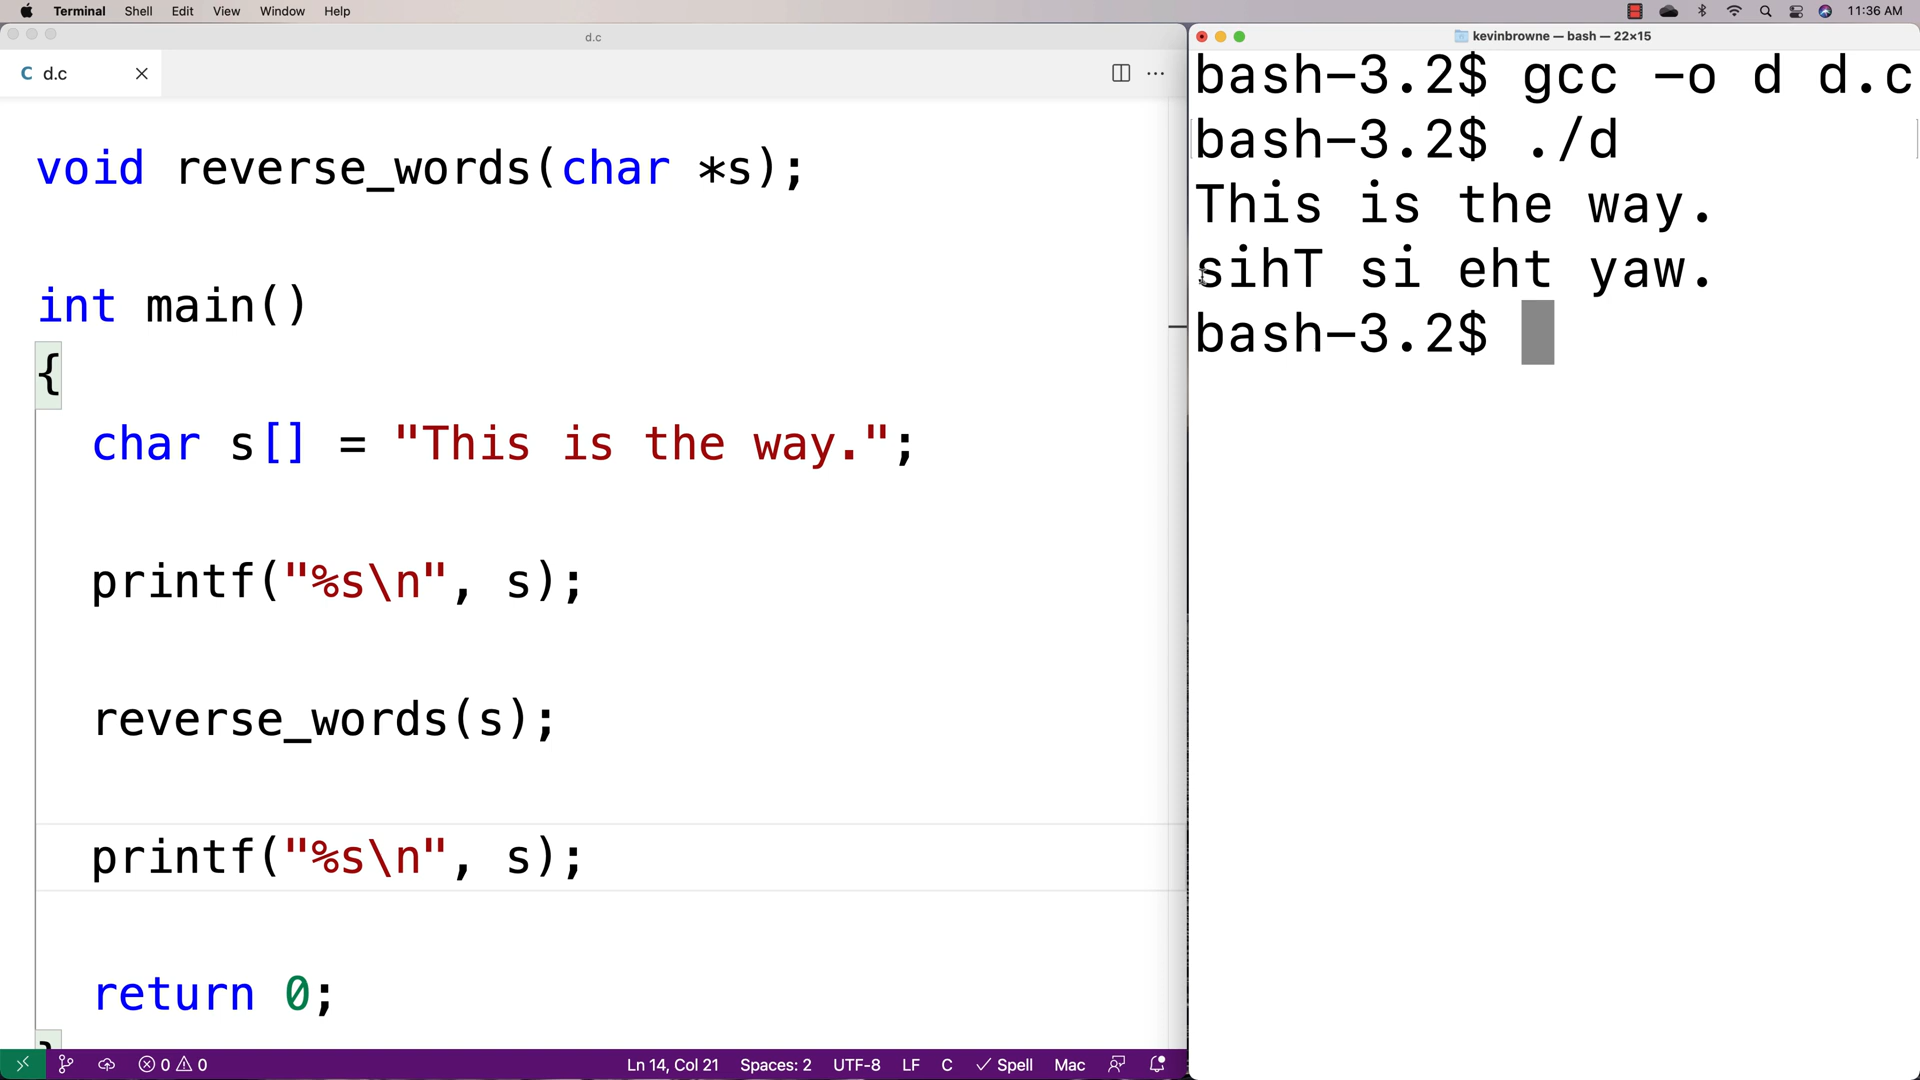 Terminal Shell Edit View Window Help 11:36 AM
d.c
C d.c
void reverse_words(char *s);
int main()
{
char s[] = "This is the way.";
printf("%s\n", s);
reverse_words(s);
printf("%s\n", s);
return 0;
}
0 0 Ln 14, Col 21 Spaces: 2 UTF-8 LF C Spell Mac
kevinbrowne — bash — 22×15
bash-3.2$ gcc -o d d.c
bash-3.2$ ./d
This is the way.
sihT si eht yaw.
bash-3.2$